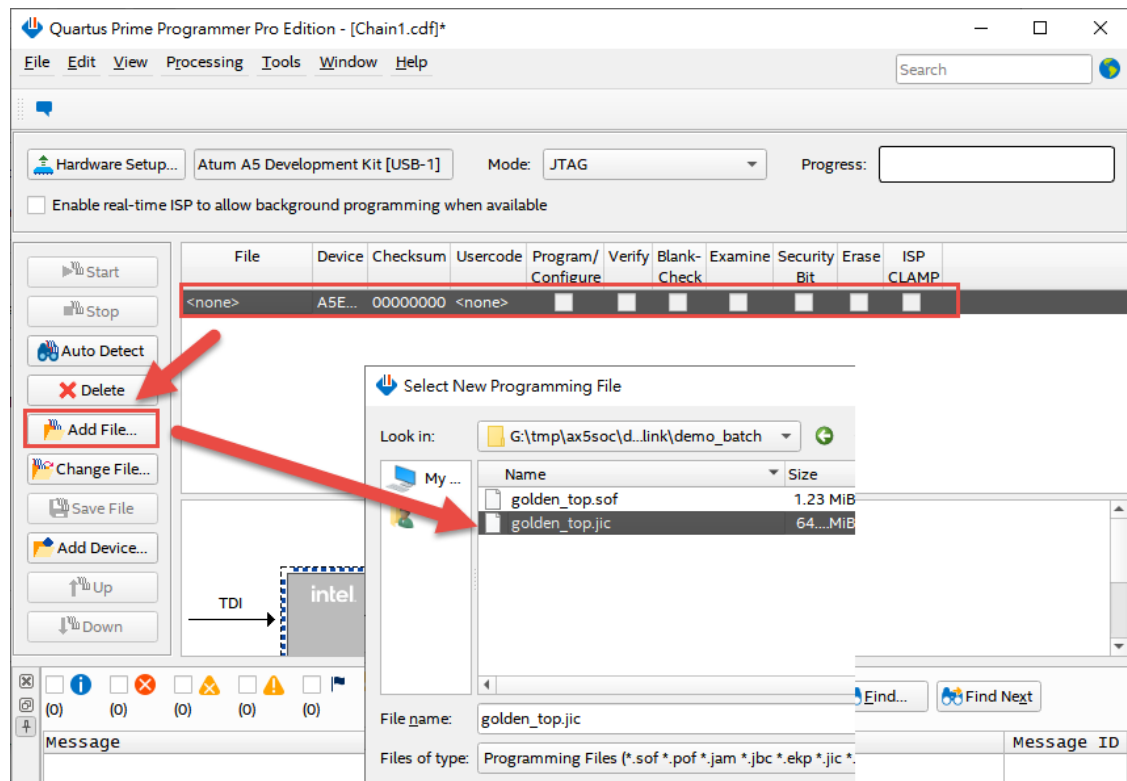 Quartus Prime Programmer Pro Edition - [Chain1.cdf]*
File Edit View Processing Tools Window Help
Search
Hardware Setup... Atum A5 Development Kit [USB-1] Mode: JTAG Progress:
Enable real-time ISP to allow background programming when available
File Device Checksum Usercode Program/ Verify Blank- Examine Security Erase ISP
Configure Check Bit CLAMP
<none> A5E... 00000000 <none>
Start
Stop
Auto Detect
Delete
Add File...
Change File...
Save File
Add Device...
Up
Down
Select New Programming File
Look in: G:\tmp\ax5soc\d...link\demo_batch
My ...
Name Size
golden_top.sof 1.23 MiB
golden_top.jic 64....MiB
TDI
intel
File name: golden_top.jic
Files of type: Programming Files (*.sof *.pof *.jam *.jbc *.ekp *.jic *.
(0) (0) (0) (0) (0)
Find... Find Next
Message Message ID